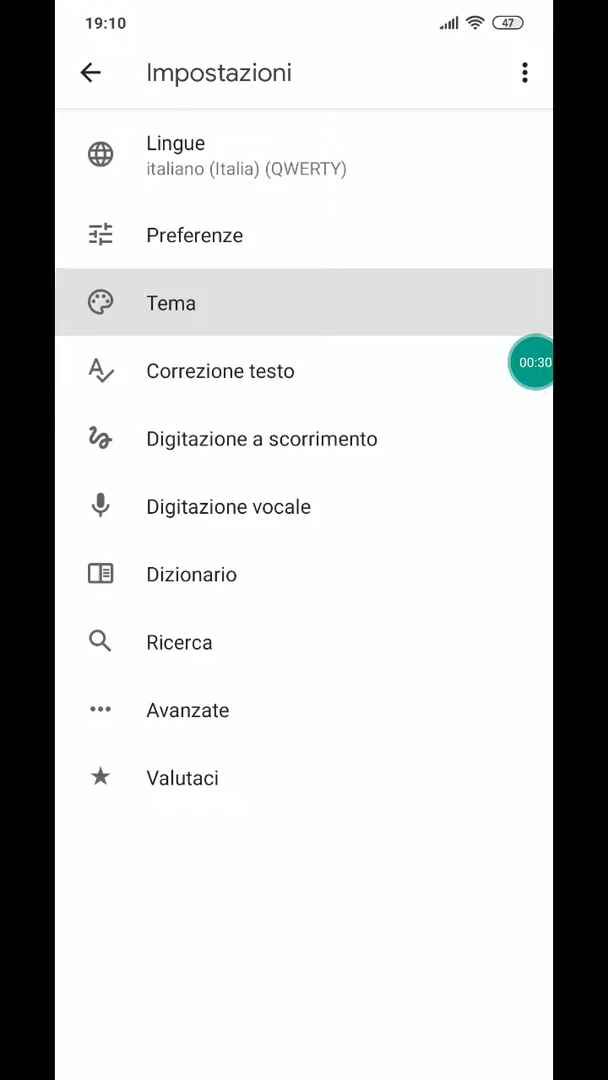 19:10
47
Impostazioni
Lingue
italiano (Italia) (QWERTY)
Preferenze
Tema
00:30
Correzione testo
Digitazione a scorrimento
Digitazione vocale
Dizionario
Ricerca
Avanzate
Valutaci